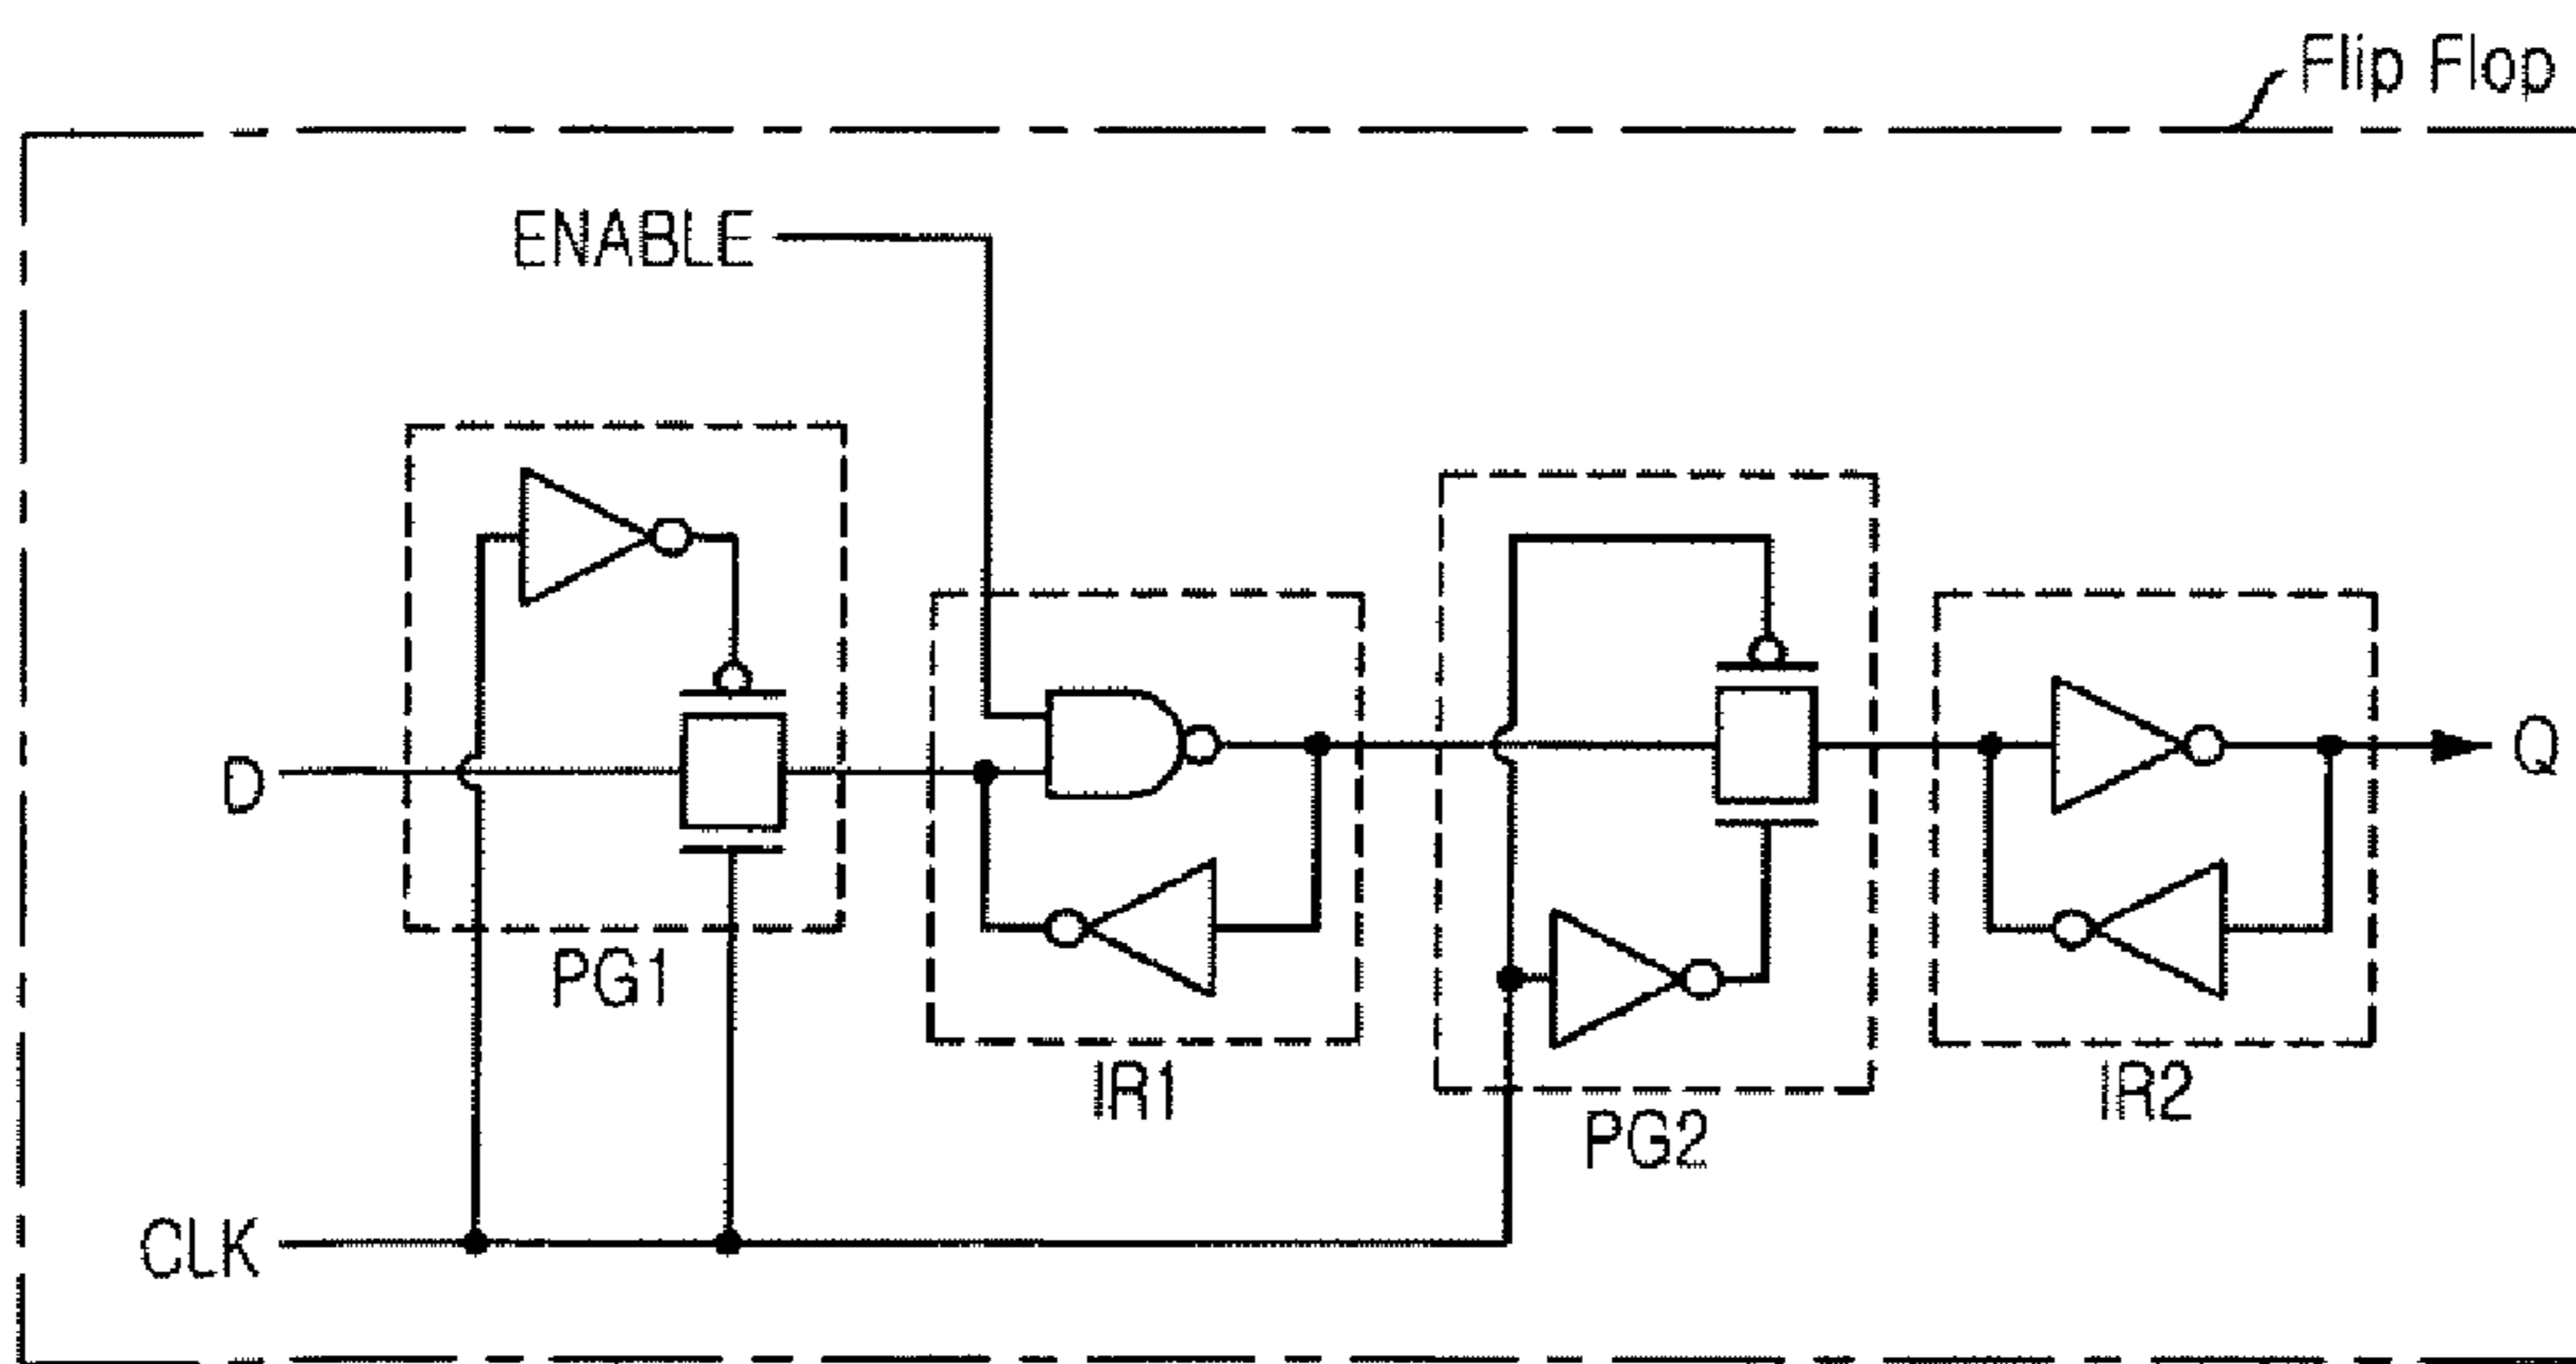 Flip Flop
ENABLE
D
Q
PG1
IR1
PG2
IR2
CLK